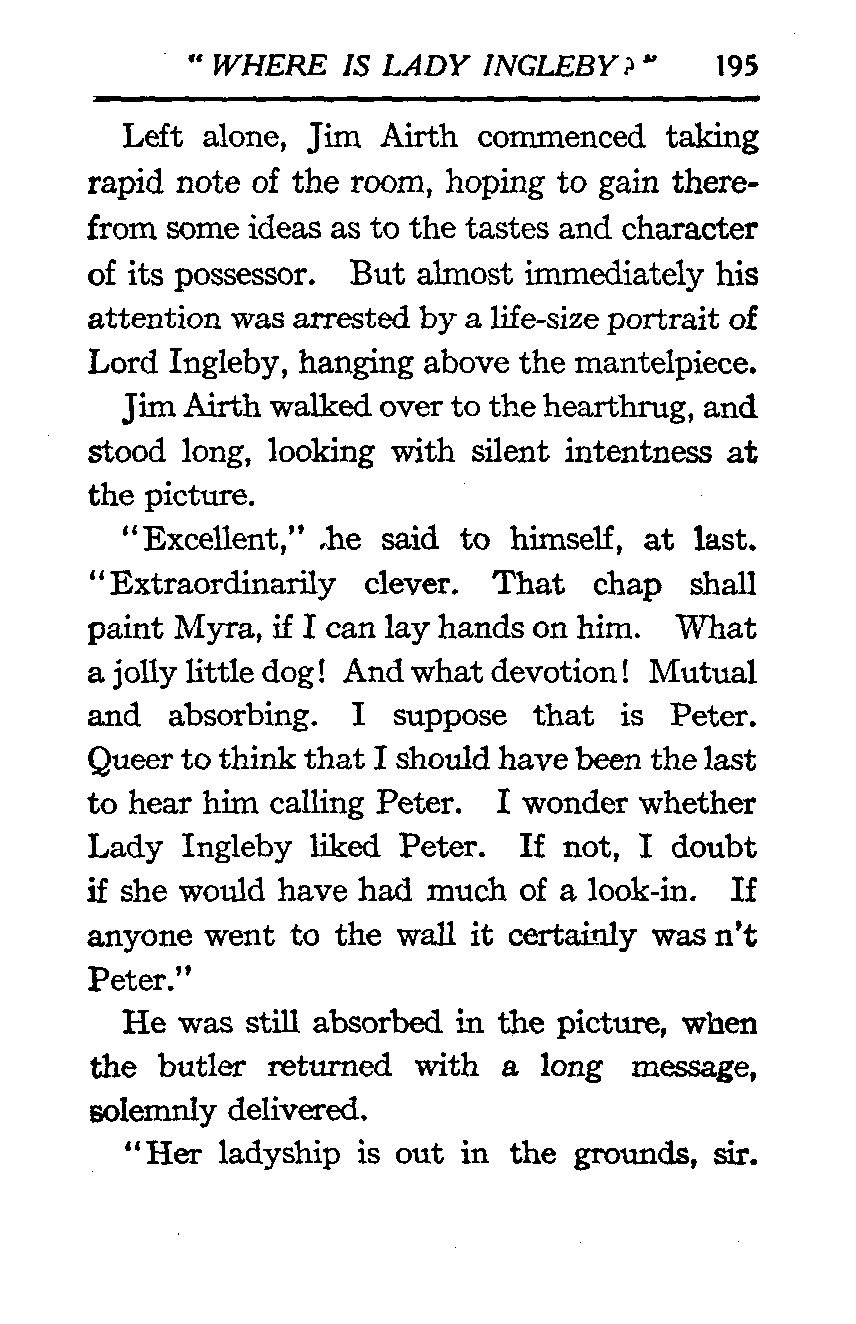 “ WHERE IS LADY INGLEBY? ” 195
Left alone, Jim Airth commenced taking
rapid note of the room, hoping to gain there-
from some ideas as to the tastes and character
of its possessor. But almost immediately his
attention was arrested by a life-size portrait of
Lord Ingleby, hanging above the mantelpiece.
Jim Airth walked over to the hearthrug, and
stood long, looking with silent intentness at
the picture.
“Excellent,” he said to himself, at last.
“Extraordinarily clever. That chap shall
paint Myra, if I can lay hands on him. What
a jolly little dog! And what devotion! Mutual
and absorbing. I suppose that is Peter.
Queer to think that I should have been the last
to hear him calling Peter. I wonder whether
Lady Ingleby liked Peter. If not, I doubt
if she would have had much of a look-in. If
anyone went to the wall it certainly was n’t
Peter.”
He was still absorbed in the picture, when
the butler returned with a long message,
solemnly delivered.
“Her ladyship is out in the grounds, sir.